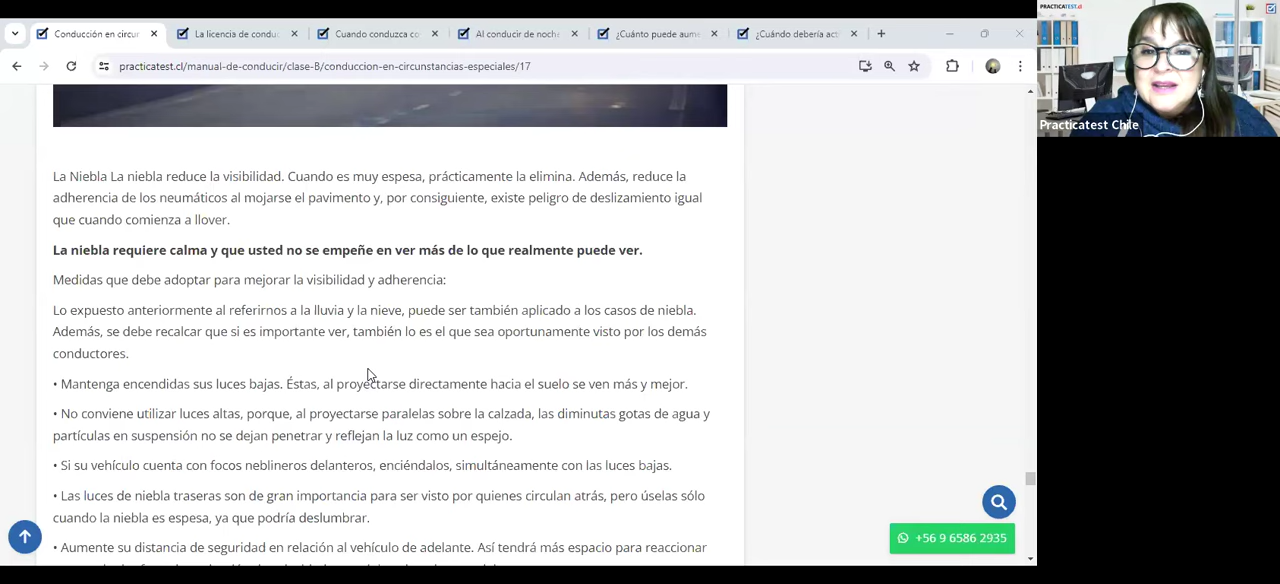 Conducción en circur
La licencia de conduc
Cuando conduzca co
Al conducir de noche
¿Cuánto puede aume
¿Cuándo debería act
practicatest.cl/manual-de-conducir/clase-B/conduccion-en-circunstancias-especiales/17
PRACTICATEST.cl
Practicatest Chile
La Niebla La niebla reduce la visibilidad. Cuando es muy espesa, prácticamente la elimina. Además, reduce la
adherencia de los neumáticos al mojarse el pavimento y, por consiguiente, existe peligro de deslizamiento igual
que cuando comienza a llover.
La niebla requiere calma y que usted no se empeñe en ver más de lo que realmente puede ver.
Medidas que debe adoptar para mejorar la visibilidad y adherencia:
Lo expuesto anteriormente al referirnos a la lluvia y la nieve, puede ser también aplicado a los casos de niebla.
Además, se debe recalcar que si es importante ver, también lo es el que sea oportunamente visto por los demás
conductores.
• Mantenga encendidas sus luces bajas. Éstas, al proyectarse directamente hacia el suelo se ven más y mejor.
• No conviene utilizar luces altas, porque, al proyectarse paralelas sobre la calzada, las diminutas gotas de agua y
partículas en suspensión no se dejan penetrar y reflejan la luz como un espejo.
• Si su vehículo cuenta con focos neblineros delanteros, enciéndalos, simultáneamente con las luces bajas.
• Las luces de niebla traseras son de gran importancia para ser visto por quienes circulan atrás, pero úselas sólo
cuando la niebla es espesa, ya que podría deslumbrar.
• Aumente su distancia de seguridad en relación al vehículo de adelante. Así tendrá más espacio para reaccionar
+56 9 6586 2935